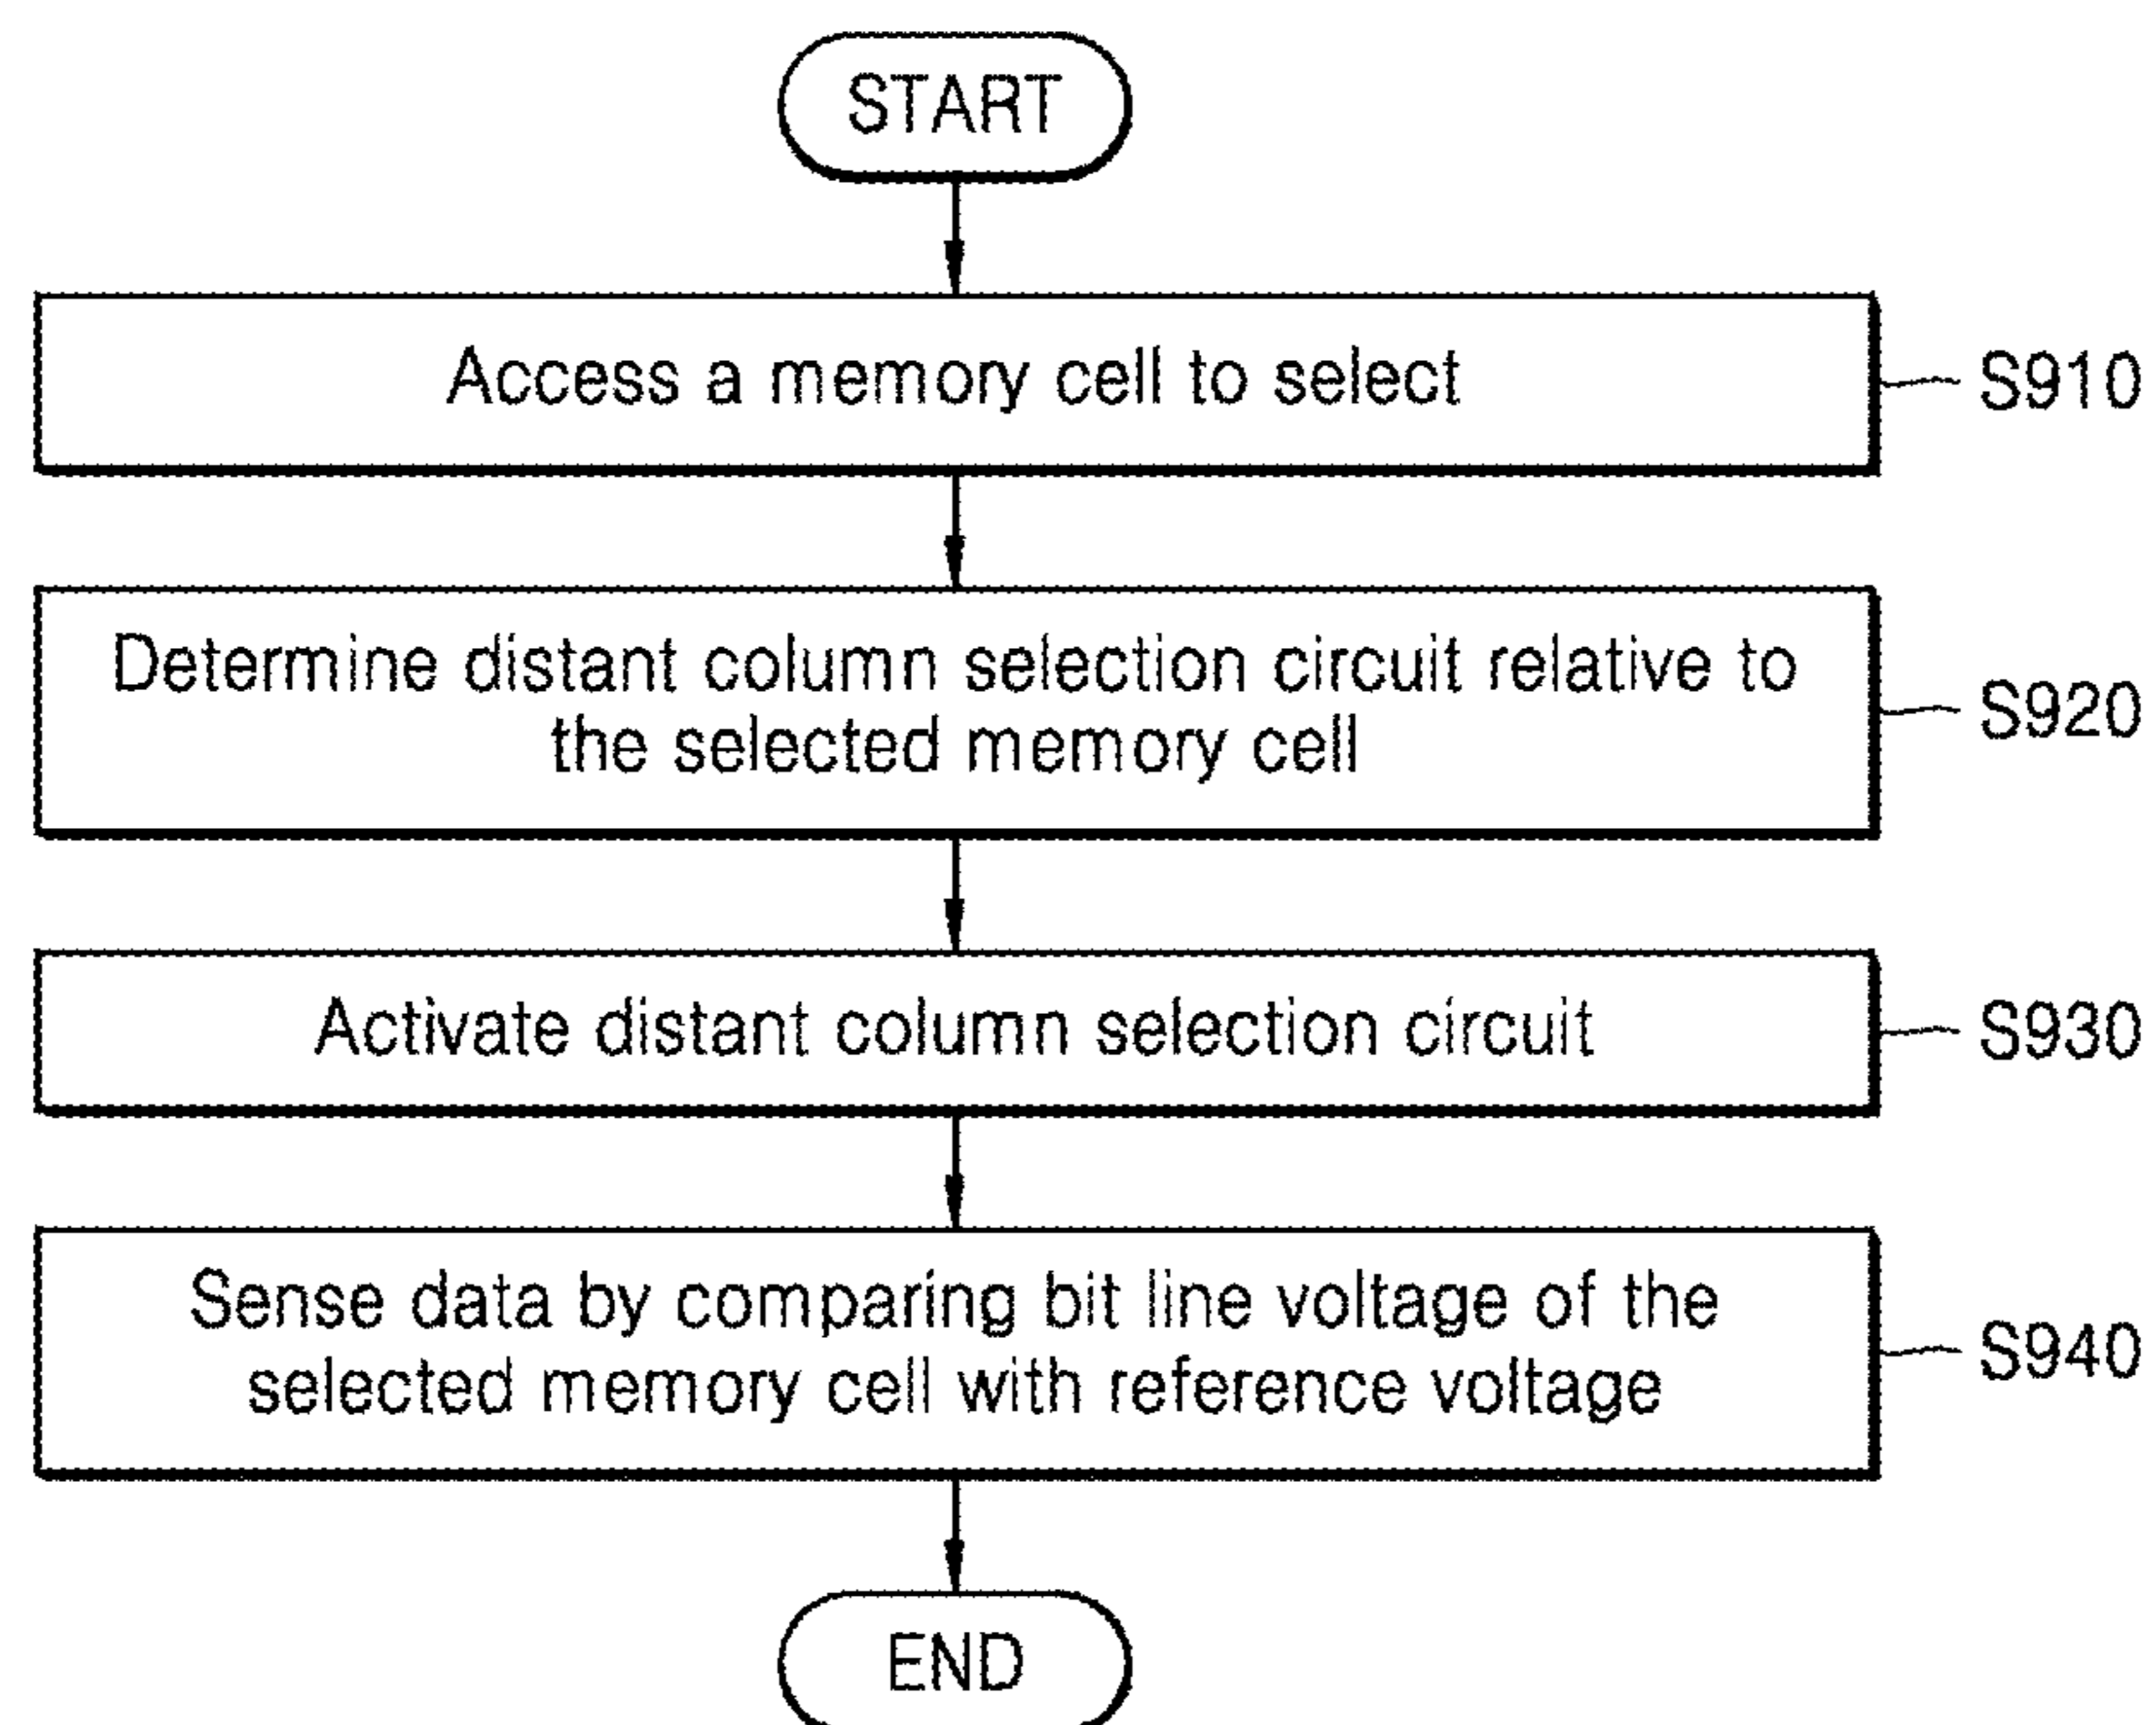 START
Access a memory cell to select
S910
Determine distant column selection circuit relative to
the selected memory cell
S920
Activate distant column selection circuit
S930
Sense data by comparing bit line voltage of the
selected memory cell with reference voltage
S940
END